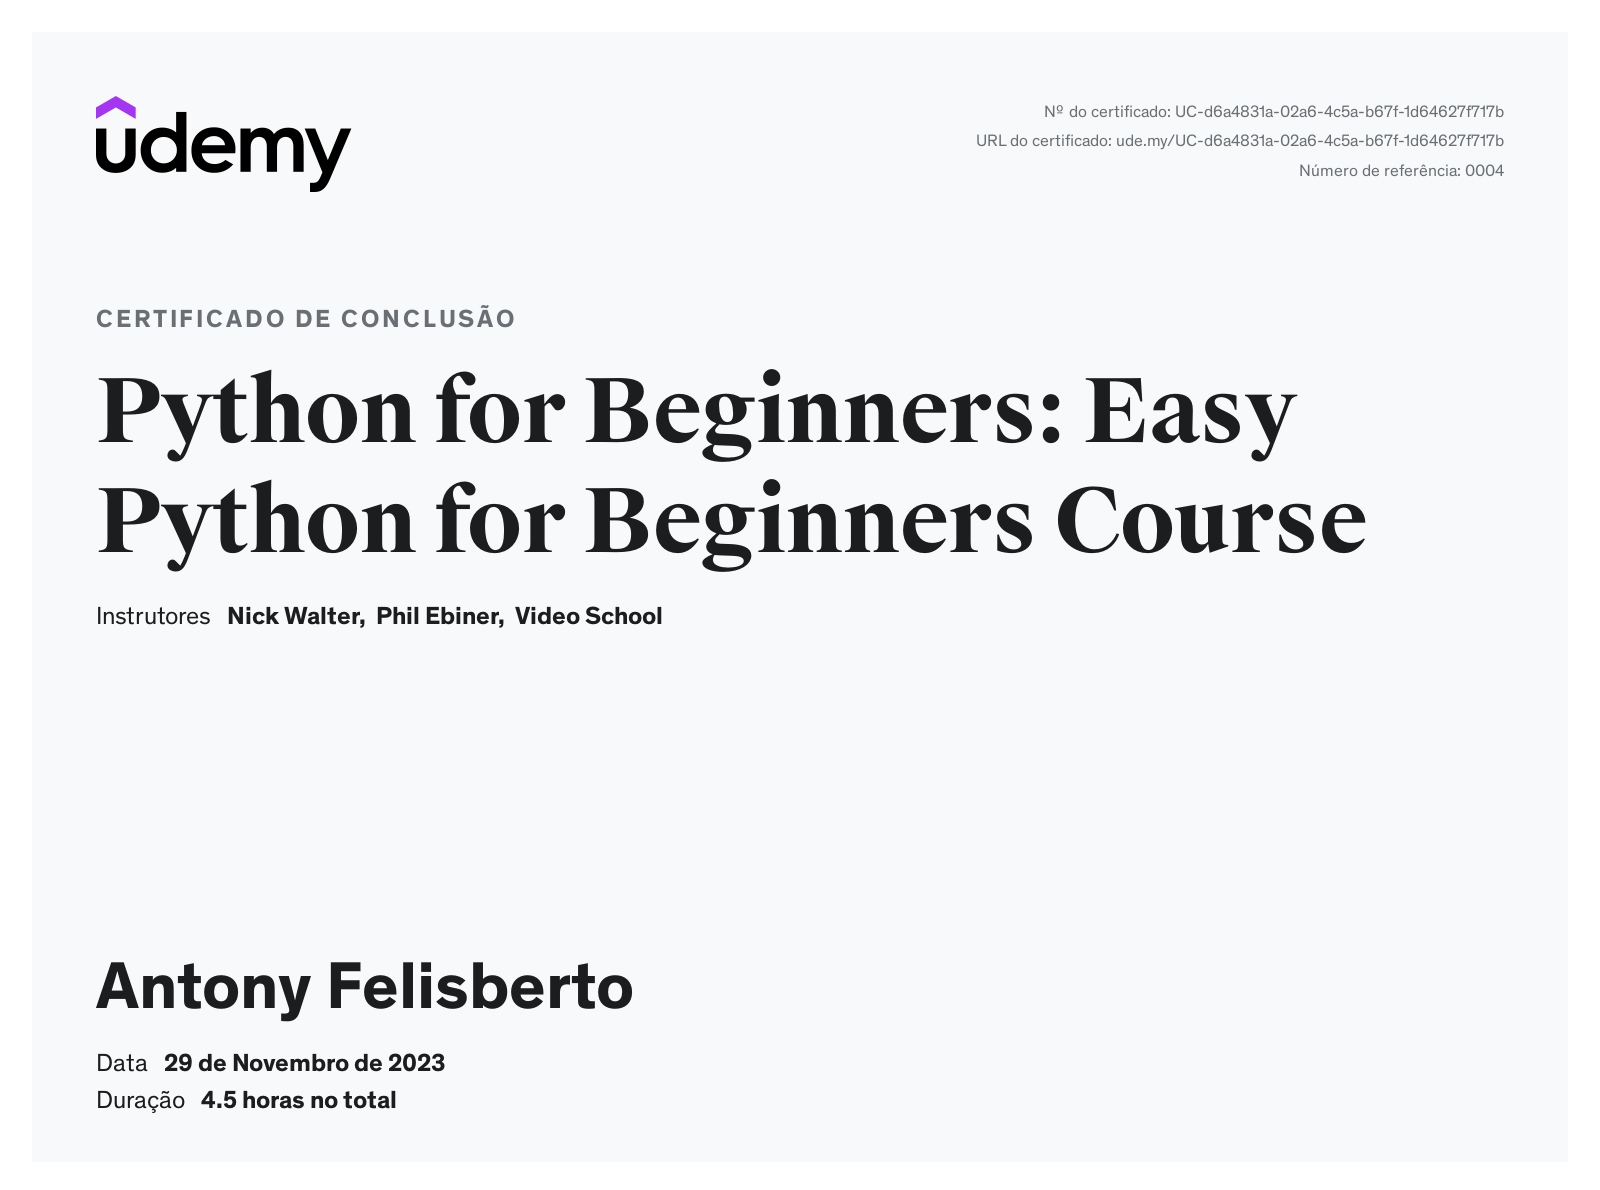 udemy
Nº do certificado: UC-d6a4831a-02a6-4c5a-b67f-1d64627f717b
URL do certificado: ude.my/UC-d6a4831a-02a6-4c5a-b67f-1d64627f717b
Número de referência: 0004
CERTIFICADO DE CONCLUSÃO
Python for Beginners: Easy
Python for Beginners Course
Instrutores Nick Walter, Phil Ebiner, Video School
Antony Felisberto
Data 29 de Novembro de 2023
Duração 4.5 horas no total